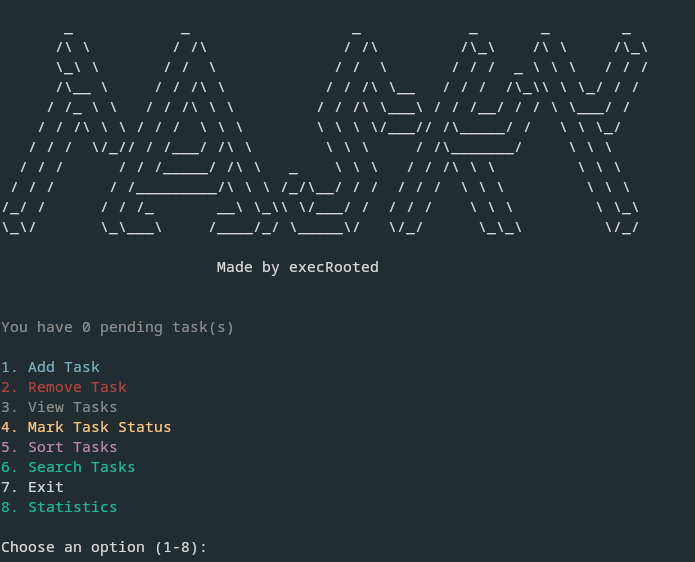 Made by execRooted
You have 0 pending task(s)
1. Add Task
2. Remove Task
3. View Tasks
4. Mark Task Status
5. Sort Tasks
6. Search Tasks
7. Exit
8. Statistics
Choose an option (1-8):